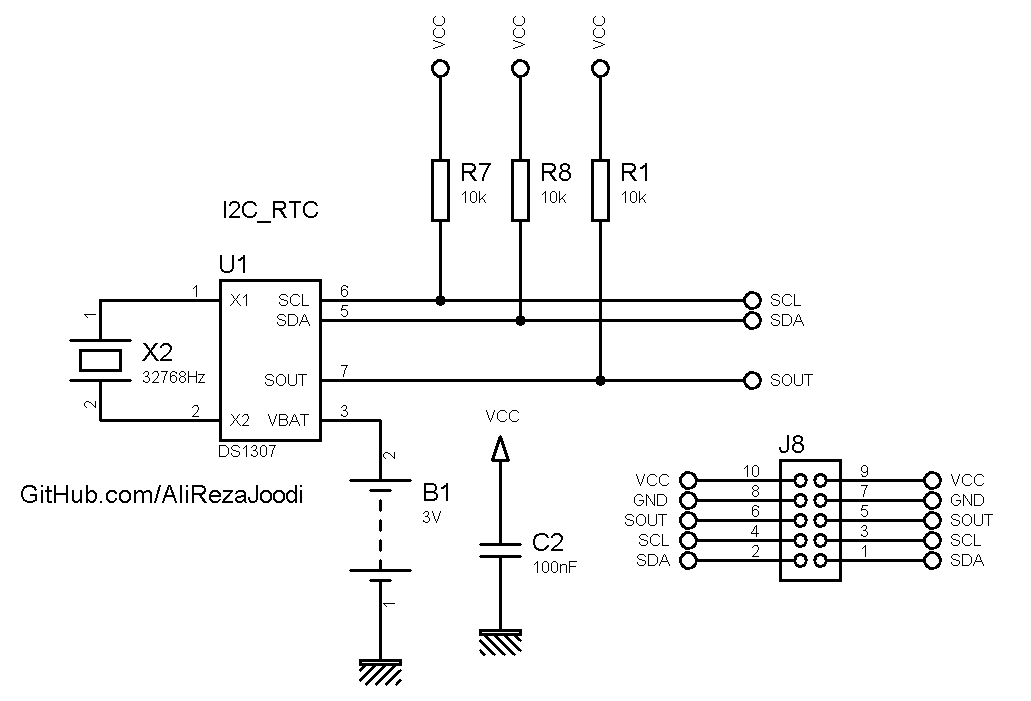 VCC VCC VCC
R7 R8 R1
10k 10k 10k
I2C_RTC
U1
1 X1 SCL 6 SCL
SDA 5 SDA
1
X2
32768Hz
SOUT 7 SOUT
2
2 X2 VBAT 3
DS1307
VCC
2
B1
3V
GitHub.com/AliRezaJoodi
C2
100nF
1
J8
VCC 10 9 VCC
GND 8 7 GND
SOUT 6 5 SOUT
SCL 4 3 SCL
SDA 2 1 SDA